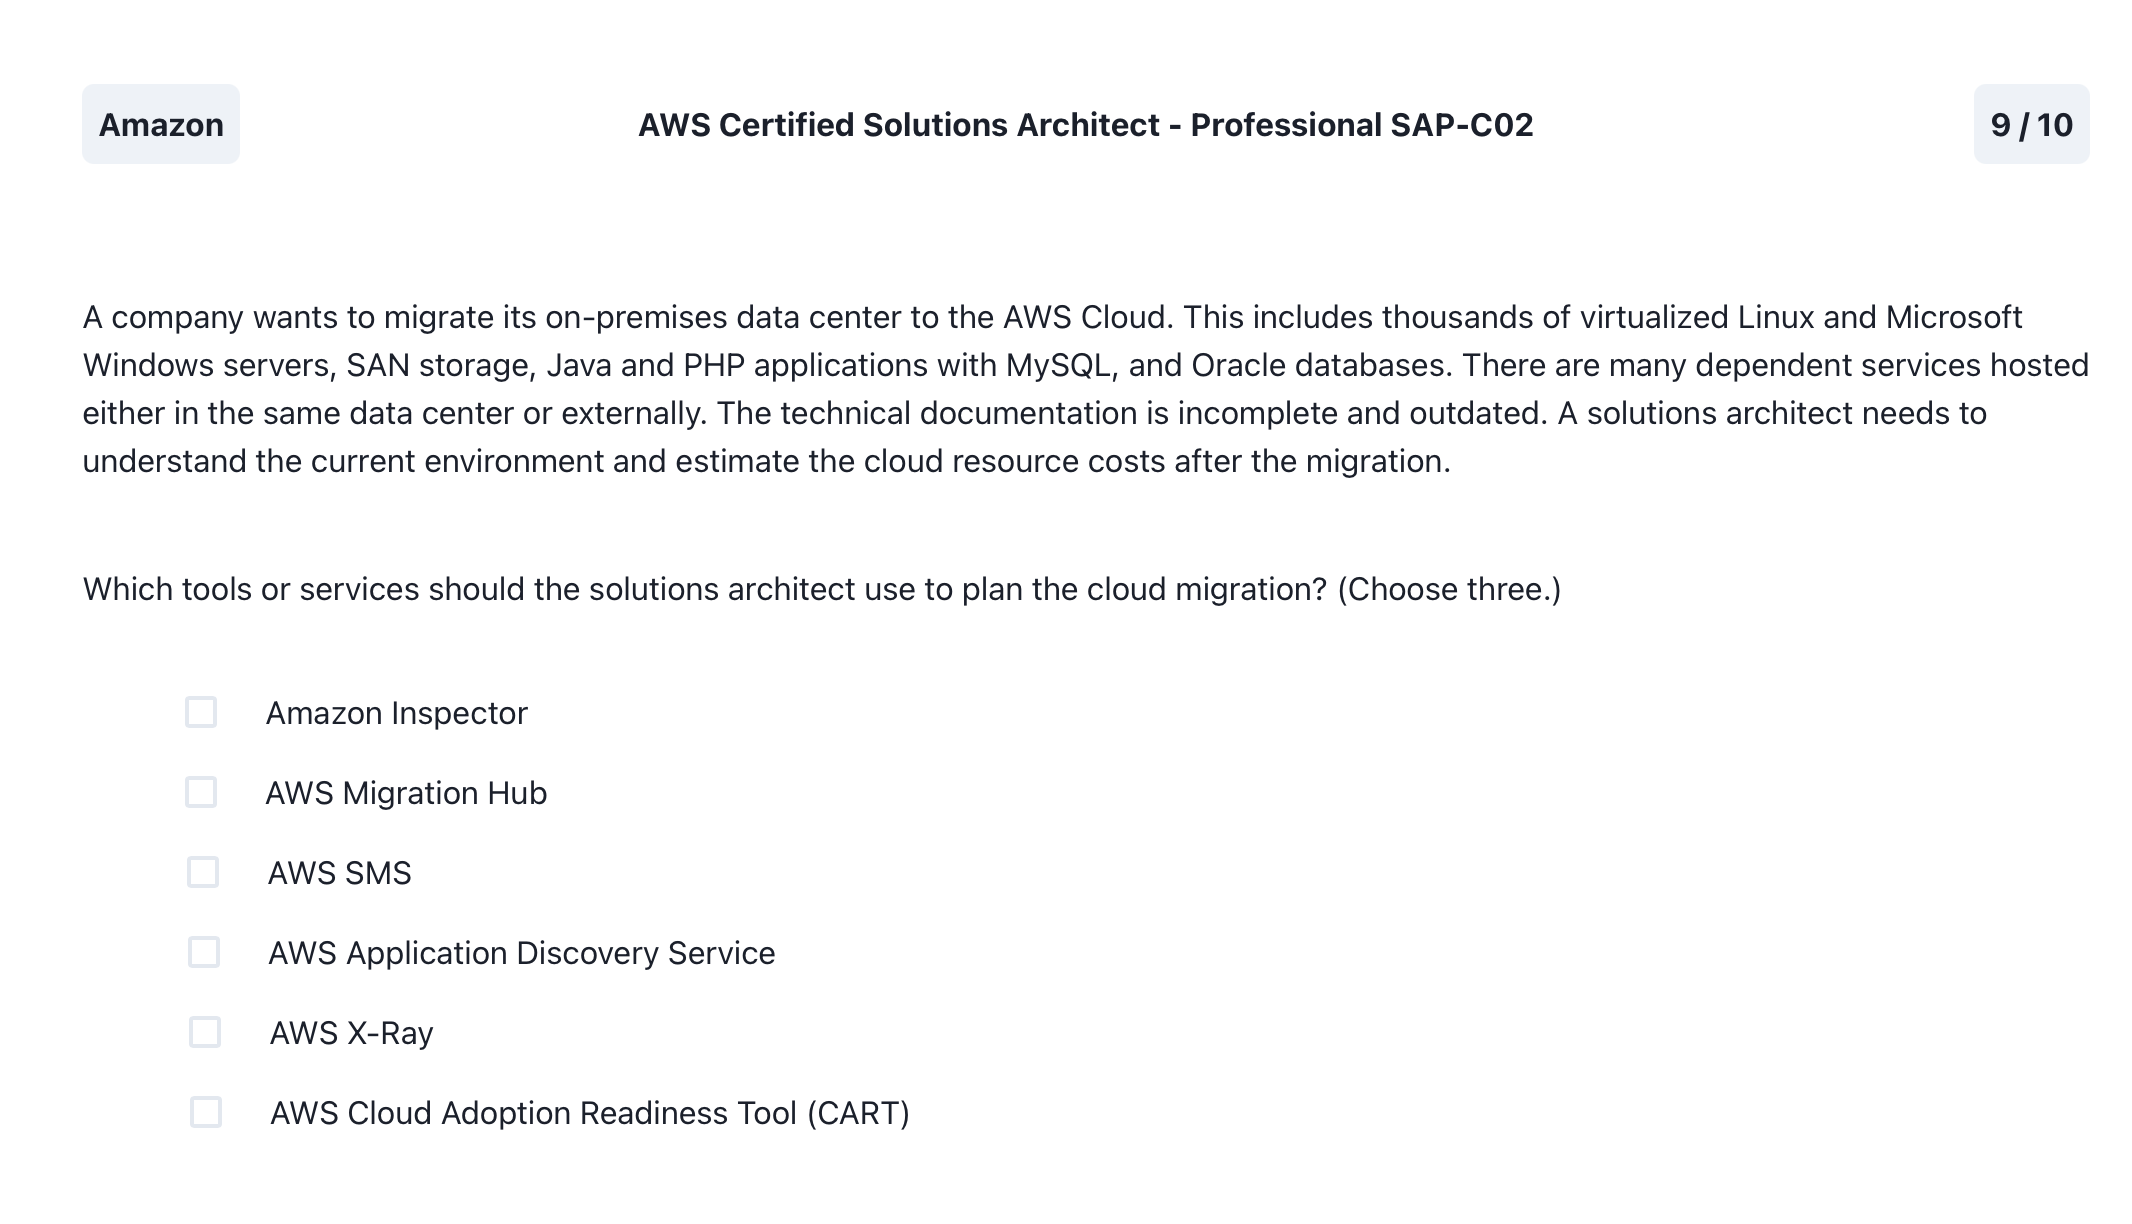 Amazon
AWS Certified Solutions Architect - Professional SAP-C02
9 / 10
A company wants to migrate its on-premises data center to the AWS Cloud. This includes thousands of virtualized Linux and Microsoft
Windows servers, SAN storage, Java and PHP applications with MySQL, and Oracle databases. There are many dependent services hosted
either in the same data center or externally. The technical documentation is incomplete and outdated. A solutions architect needs to
understand the current environment and estimate the cloud resource costs after the migration.
Which tools or services should the solutions architect use to plan the cloud migration? (Choose three.)
Amazon Inspector
AWS Migration Hub
AWS SMS
AWS Application Discovery Service
AWS X-Ray
AWS Cloud Adoption Readiness Tool (CART)